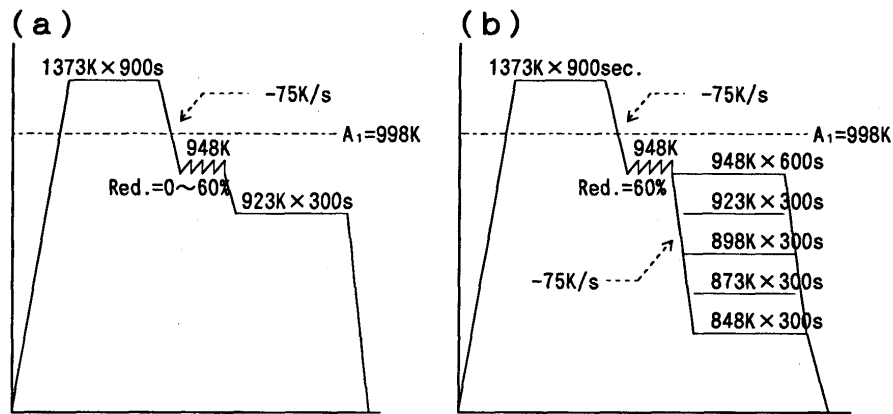 (a)
1373K×900s
-75K/s
A₁=998K
948K
Red.=0～60%
923K×300s
(b)
1373K×900sec.
-75K/s
A₁=998K
948K
948K×600s
Red.=60%
923K×300s
898K×300s
-75K/s
873K×300s
848K×300s